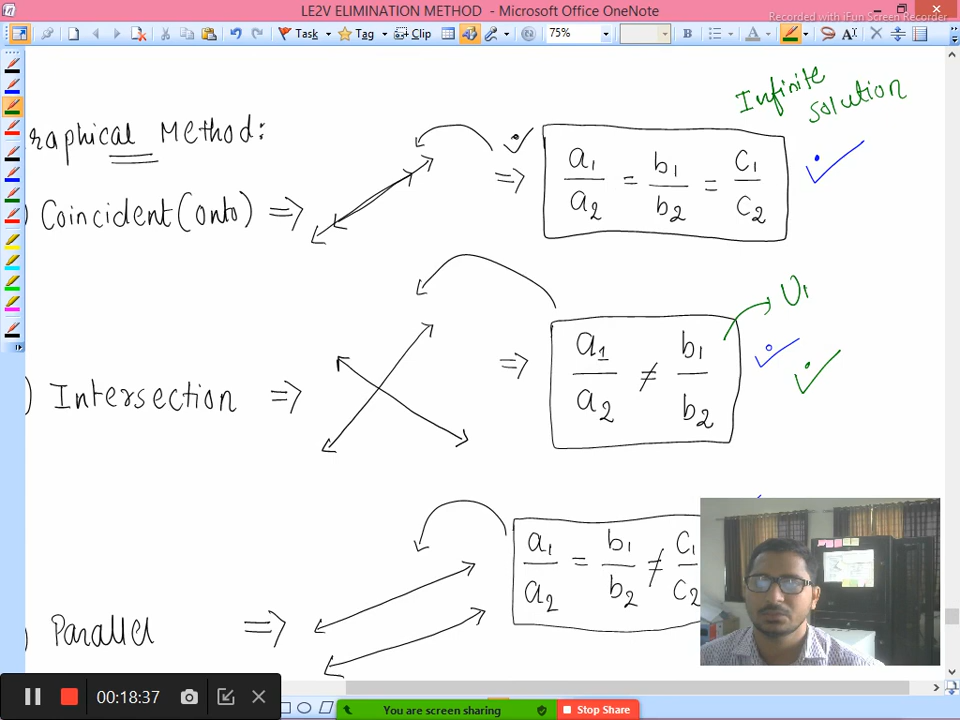 LE2V ELIMINATION METHOD - Microsoft Office OneNote
Recorded with iFun Screen Recorder
Task Tag Clip 75% B A
Infinite
solution
raphical Method:
) Coincident (onto) ⇒ ⇒ a1/a2 = b1/b2 = c1/c2
U1
) Intersection ⇒ ⇒ a1/a2 ≠ b1/b2
) Parallel ⇒ a1/a2 = b1/b2 ≠ c1/c2
00:18:37
You are screen sharing Stop Share